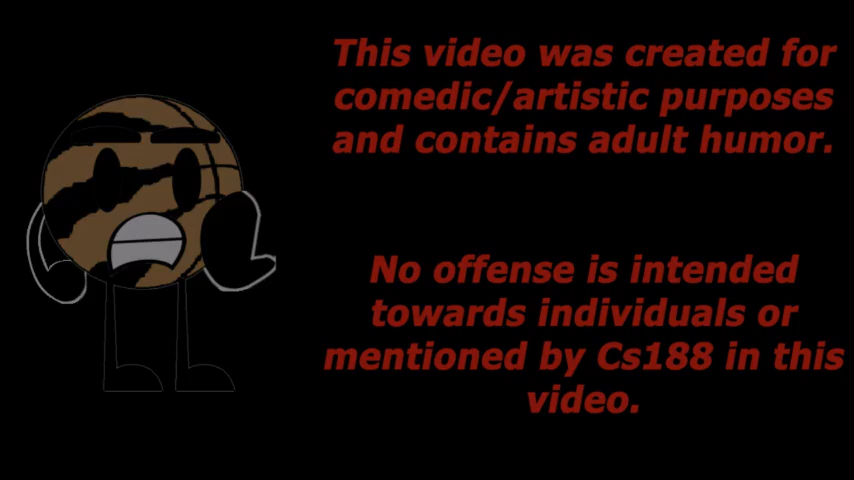 This video was created for
comedic/artistic purposes
and contains adult humor.
No offense is intended
towards individuals or
mentioned by Cs188 in this
video.